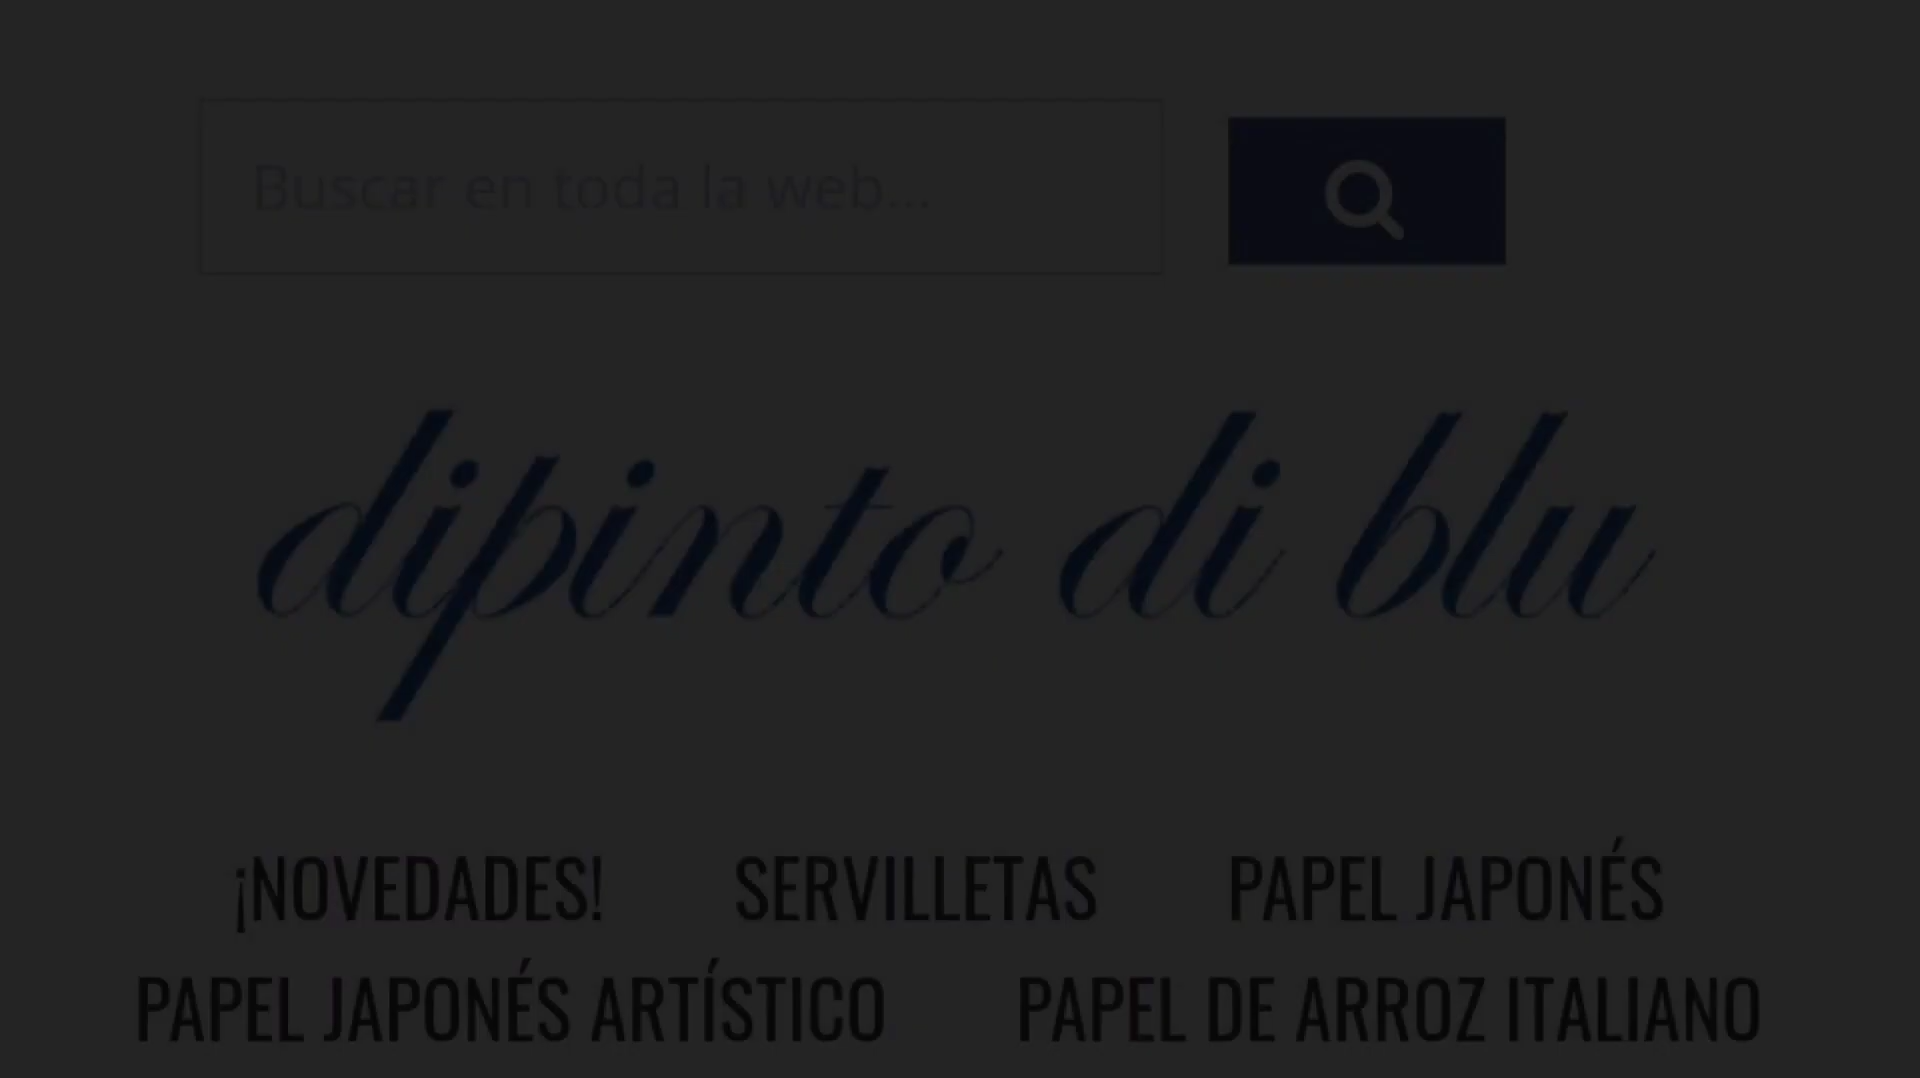 Buscar en toda la web...
dipinto di blu
¡NOVEDADES! SERVILLETAS PAPEL JAPONÉS
PAPEL JAPONÉS ARTÍSTICO PAPEL DE ARROZ ITALIANO